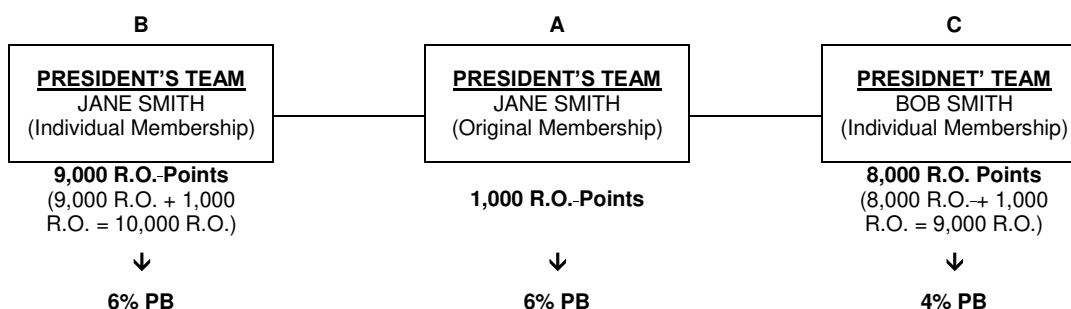 B
A
C
PRESIDENT'S TEAM
JANE SMITH
(Individual Membership)
PRESIDENT'S TEAM
JANE SMITH
(Original Membership)
PRESIDNET' TEAM
BOB SMITH
(Individual Membership)
9,000 R.O.-Points
(9,000 R.O. + 1,000
R.O. = 10,000 R.O.)
1,000 R.O.-Points
8,000 R.O. Points
(8,000 R.O.-+ 1,000
R.O. = 9,000 R.O.)
6% PB
6% PB
4% PB